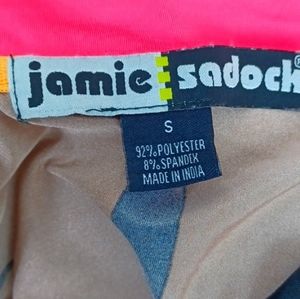 jamie sadock®
S
92% POLYESTER
8% SPANDEX
MADE IN INDIA